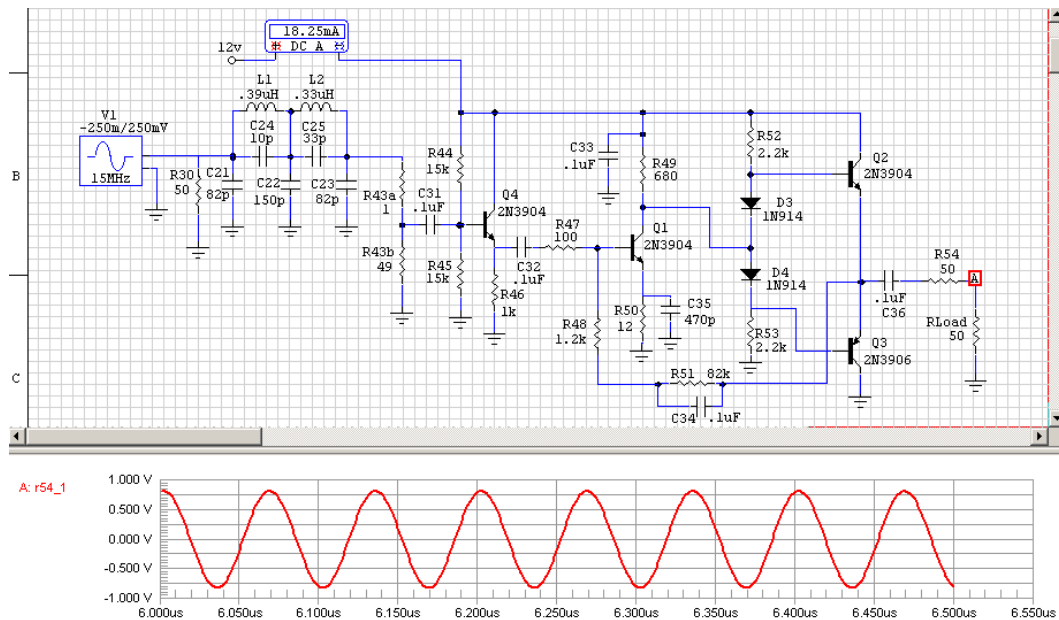 18.25mA
DC A
12v
L1
.39uH
L2
.33uH
V1
-250m/250mV
15MHz
C24
10p
C25
33p
R30
50
C21
82p
C22
150p
C23
82p
R43a
1
R43b
49
C31
.1uF
R44
15k
R45
15k
Q4
2N3904
C32
.1uF
R46
1k
R47
100
R48
1.2k
C33
.1uF
R49
680
Q1
2N3904
R50
12
C35
470p
R51 82k
C34 .1uF
R52
2.2k
D3
1N914
D4
1N914
R53
2.2k
Q2
2N3904
Q3
2N3906
.1uF
C36
R54
50
A
RLoad
50
B
C
A: r54_1
1.000 V
0.500 V
0.000 V
-0.500 V
-1.000 V
6.000us 6.050us 6.100us 6.150us 6.200us 6.250us 6.300us 6.350us 6.400us 6.450us 6.500us 6.550us